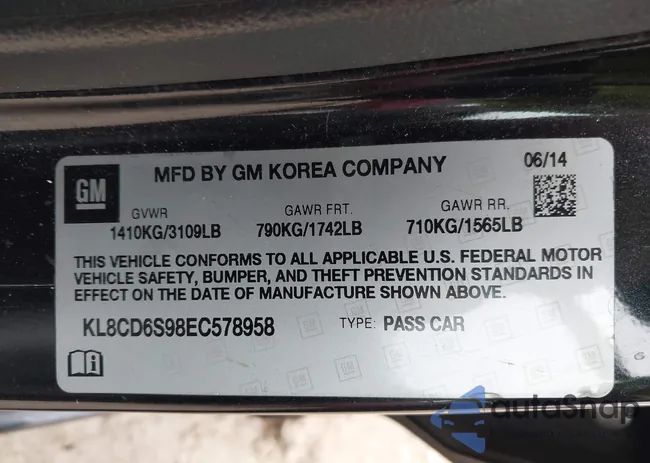 MFD BY GM KOREA COMPANY 06/14
GM
GVWR GAWR FRT. GAWR RR.
1410KG/3109LB 790KG/1742LB 710KG/1565LB
THIS VEHICLE CONFORMS TO ALL APPLICABLE U.S. FEDERAL MOTOR
VEHICLE SAFETY, BUMPER, AND THEFT PREVENTION STANDARDS IN
EFFECT ON THE DATE OF MANUFACTURE SHOWN ABOVE.
KL8CD6S98EC578958 TYPE: PASS CAR
autoSnap